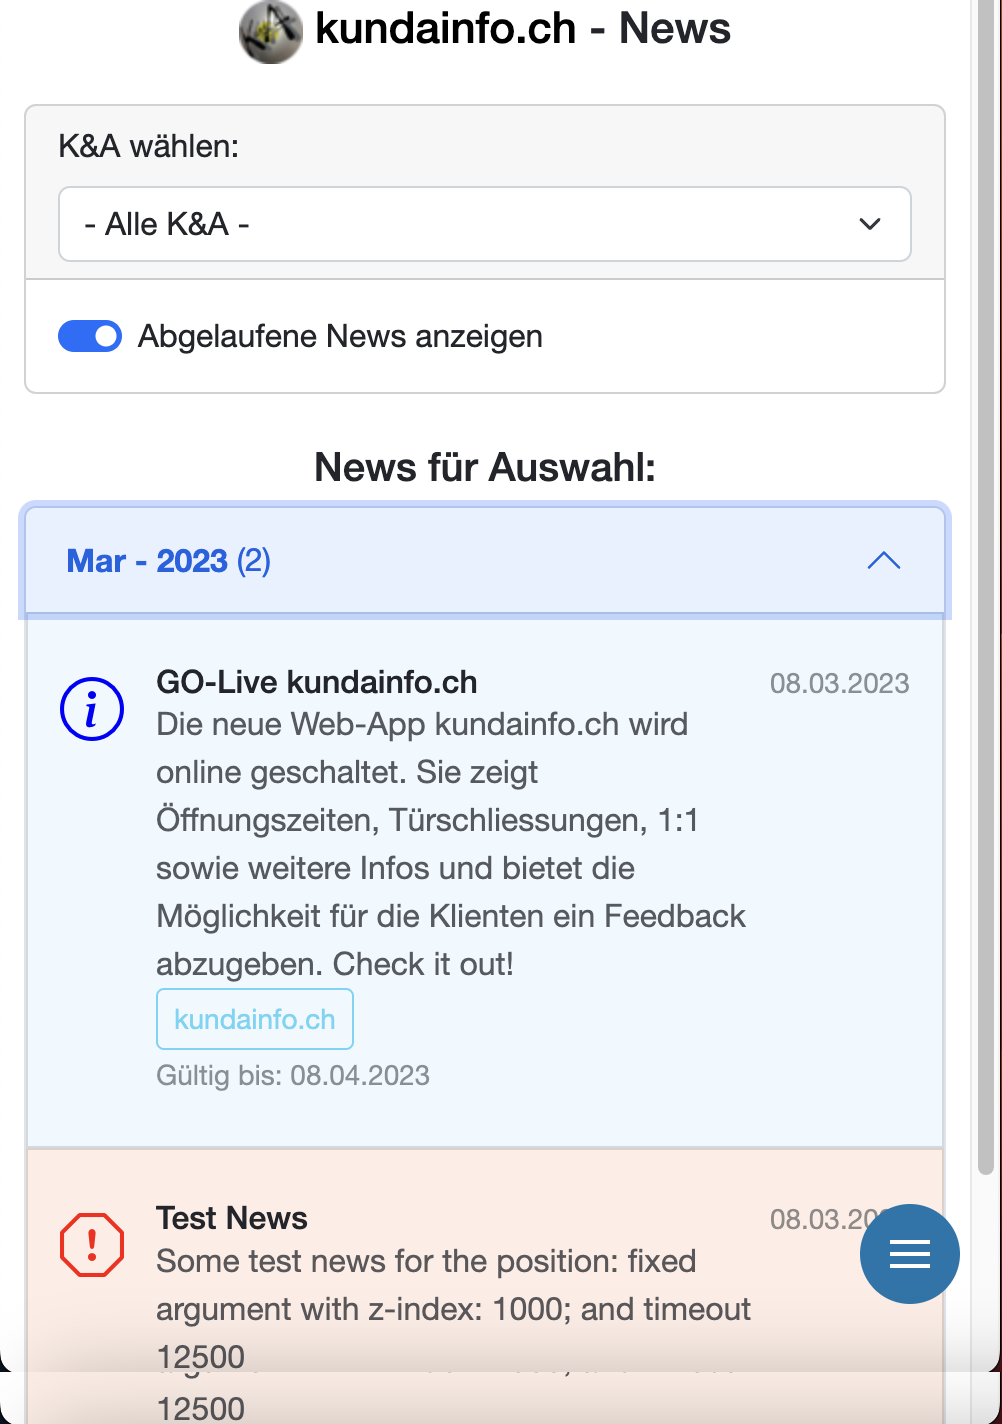 kundainfo.ch - News
K&A wählen:
- Alle K&A -
Abgelaufene News anzeigen
News für Auswahl:
Mar - 2023 (2)
GO-Live kundainfo.ch
08.03.2023
Die neue Web-App kundainfo.ch wird
online geschaltet. Sie zeigt
Öffnungszeiten, Türschliessungen, 1:1
sowie weitere Infos und bietet die
Möglichkeit für die Klienten ein Feedback
abzugeben. Check it out!
kundainfo.ch
Gültig bis: 08.04.2023
Test News
Some test news for the position: fixed
argument with z-index: 1000; and timeout
12500
12500